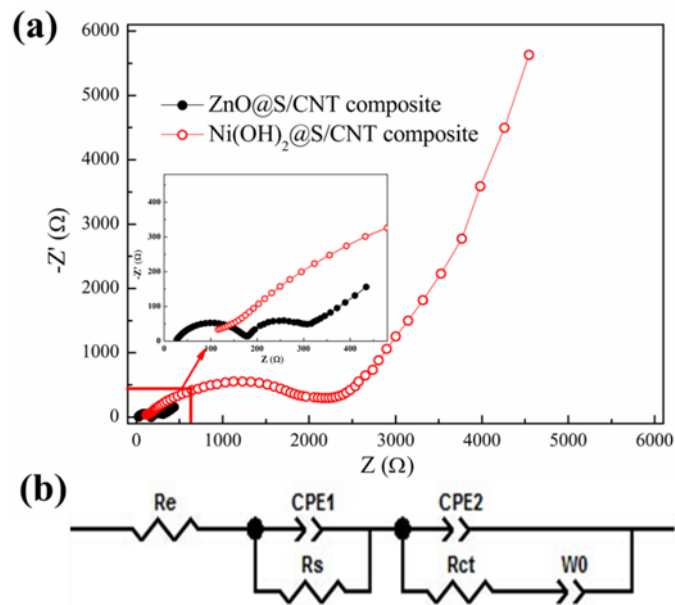 (a)
6000
5000
4000
3000
2000
1000
0
-Z' (Ω)
ZnO@S/CNT composite
Ni(OH)2@S/CNT composite
400
300
200
100
0
-Z' (Ω)
0 100 200 300 400
Z (Ω)
0 1000 2000 3000 4000 5000 6000
Z (Ω)
(b)
Re CPE1 CPE2
Rs Rct W0